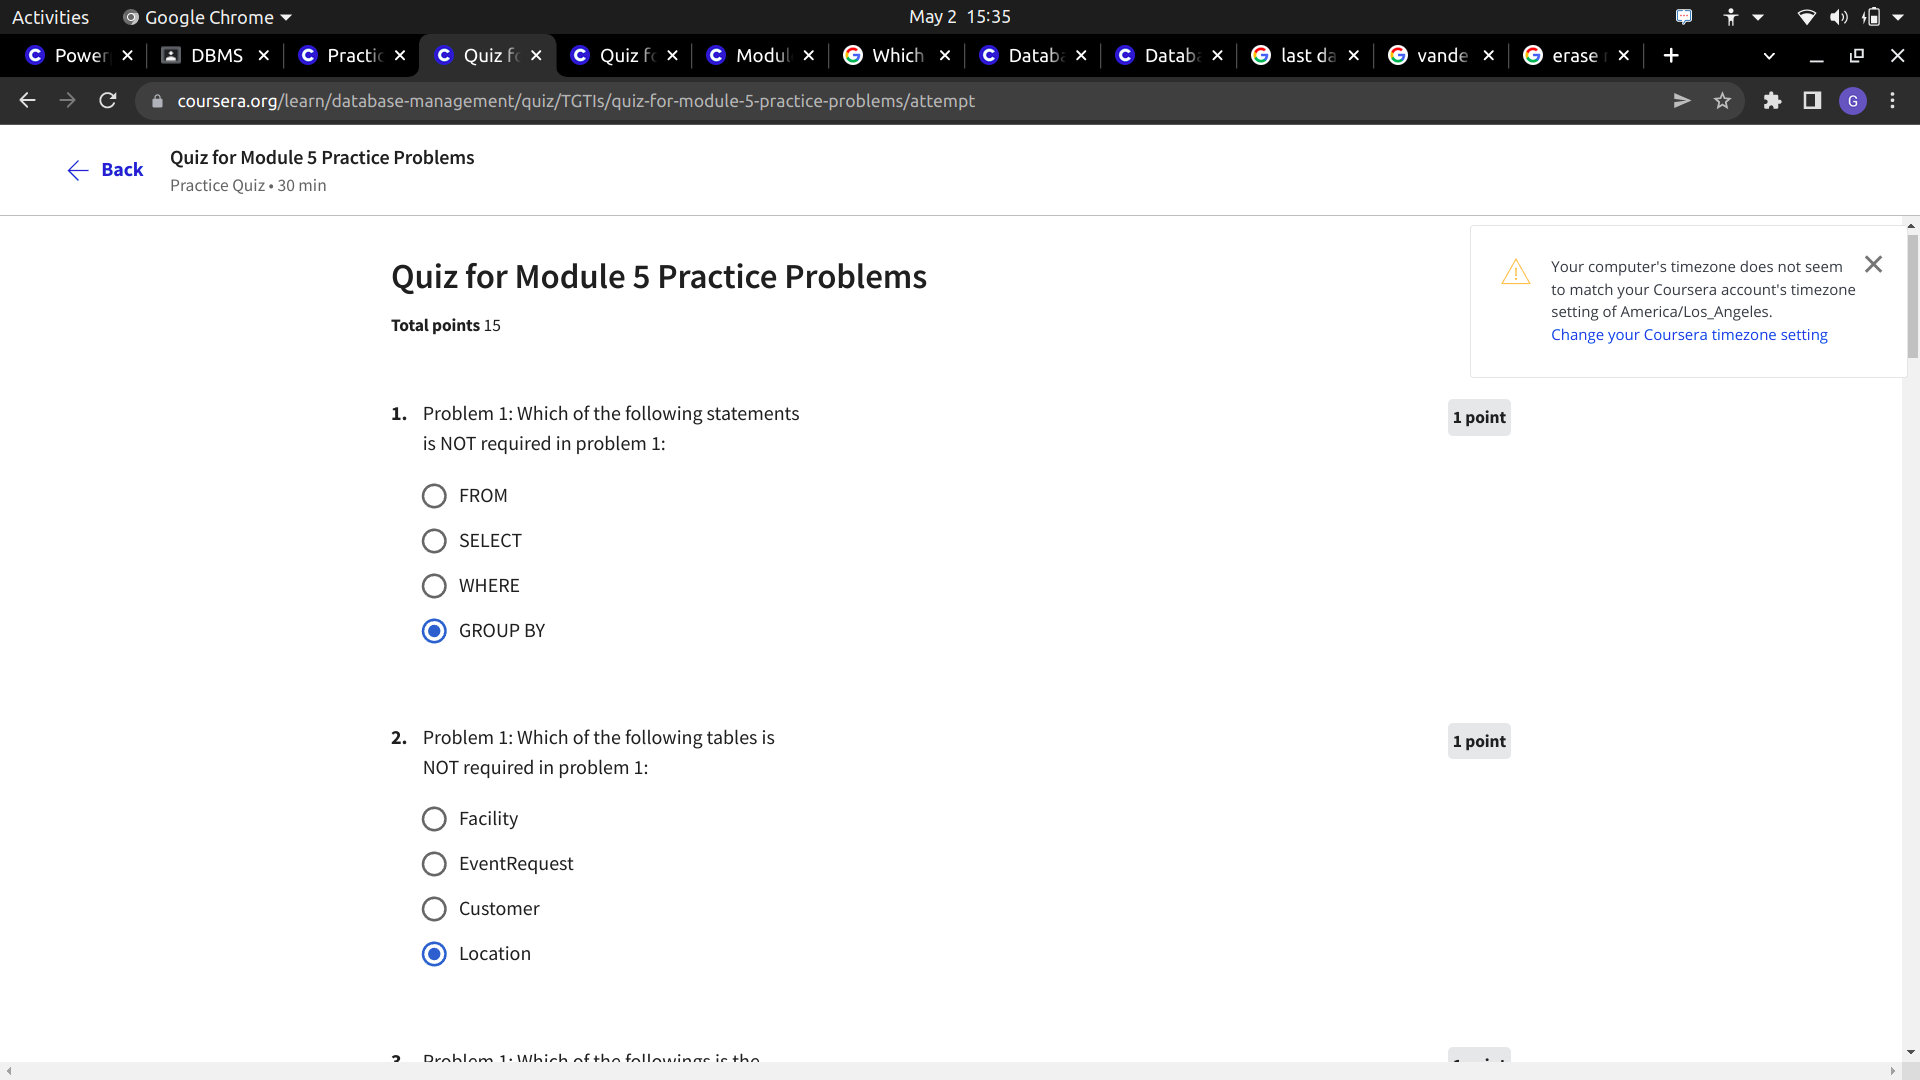 Activities
Google Chrome
May 2 15:35
Power
DBMS
Practic
Quiz fo
Quiz fo
Modul
Which
Databa
Databa
last da
vande
erase
coursera.org/learn/database-management/quiz/TGTIs/quiz-for-module-5-practice-problems/attempt
G
Back
Quiz for Module 5 Practice Problems
Practice Quiz • 30 min
Quiz for Module 5 Practice Problems
Total points 15
Your computer's timezone does not seem
to match your Coursera account's timezone
setting of America/Los_Angeles.
Change your Coursera timezone setting
1. Problem 1: Which of the following statements
is NOT required in problem 1:
1 point
FROM
SELECT
WHERE
GROUP BY
2. Problem 1: Which of the following tables is
NOT required in problem 1:
1 point
Facility
EventRequest
Customer
Location
3. Problem 1: Which of the followings is the
1 point